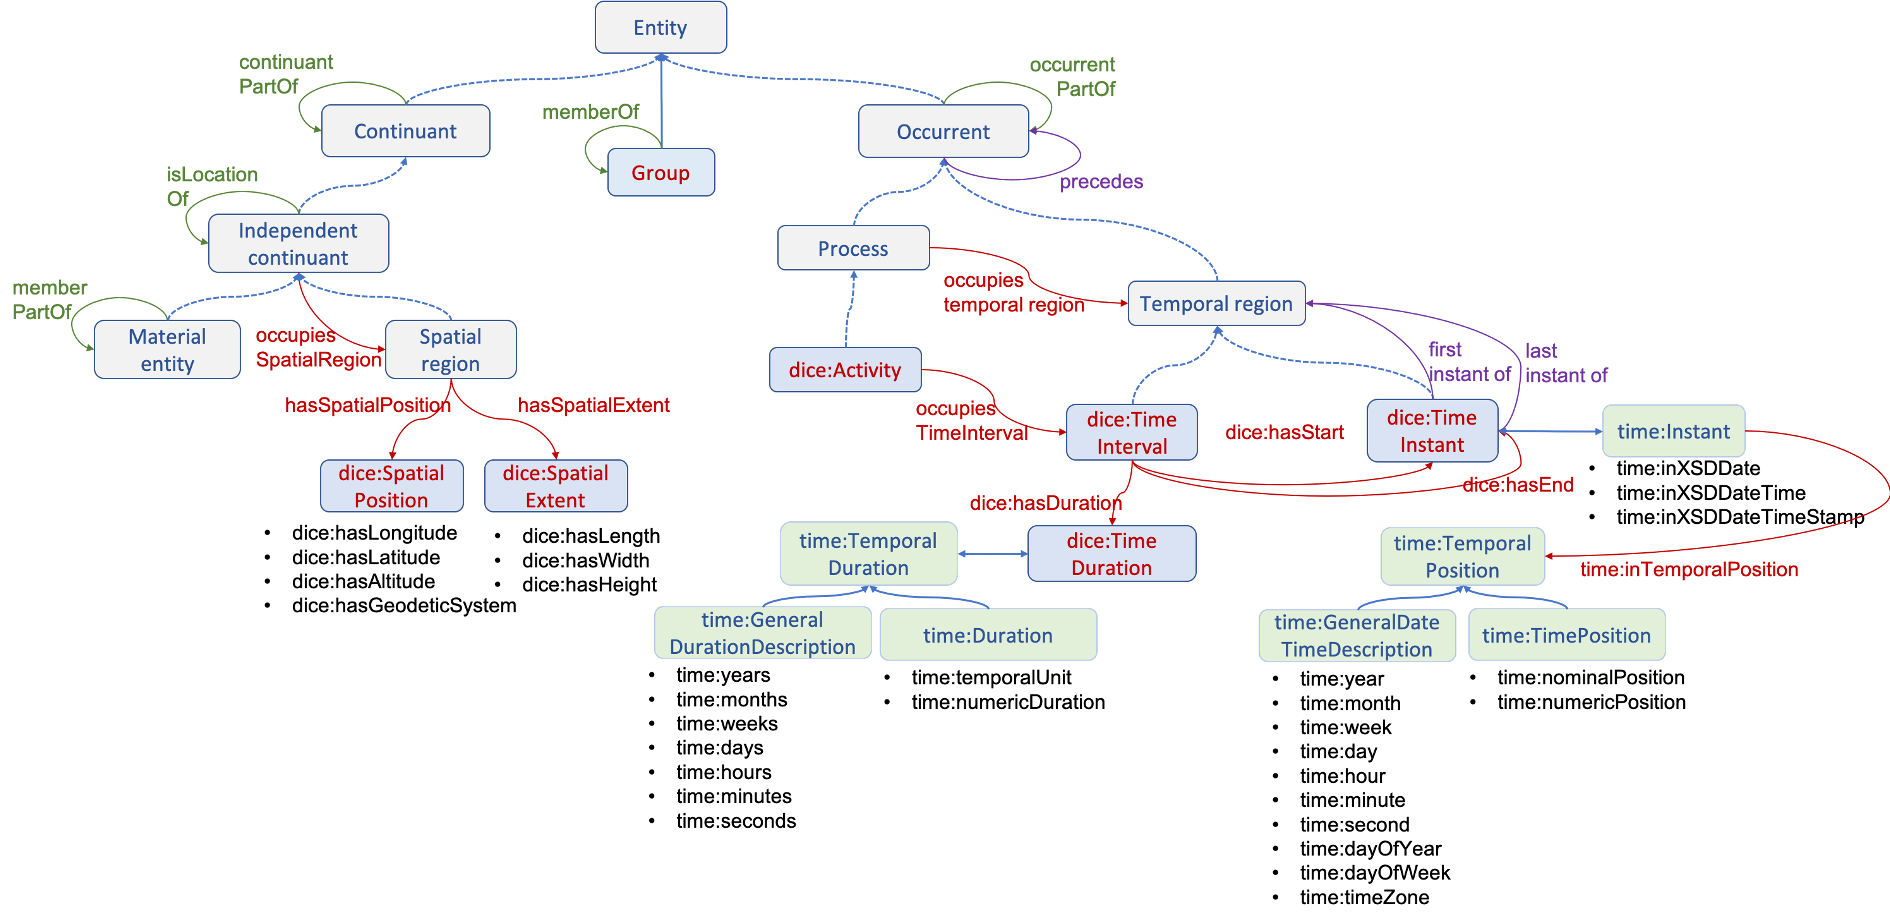 Entity
continuant
PartOf
occurrent
PartOf
memberOf
Continuant
Occurrent
Group
precedes
isLocation
Of
Independent
continuant
Process
occupies
temporal region
Temporal region
member
PartOf
Material
entity
occupies
SpatialRegion
Spatial
region
dice:Activity
first
instant of
last
instant of
hasSpatialPosition
hasSpatialExtent
occupies
TimeInterval
dice:Time
Interval
dice:hasStart
dice:Time
Instant
time:Instant
• time:inXSDDate
• time:inXSDDateTime
• time:inXSDDateTimeStamp
dice:Spatial
Position
dice:Spatial
Extent
dice:hasEnd
dice:hasDuration
• dice:hasLongitude
• dice:hasLatitude
• dice:hasAltitude
• dice:hasGeodeticSystem
• dice:hasLength
• dice:hasWidth
• dice:hasHeight
time:Temporal
Duration
dice:Time
Duration
time:Temporal
Position
time:inTemporalPosition
time:General
DurationDescription
time:Duration
time:GeneralDate
TimeDescription
time:TimePosition
• time:years
• time:months
• time:weeks
• time:days
• time:hours
• time:minutes
• time:seconds
• time:temporalUnit
• time:numericDuration
• time:year
• time:month
• time:week
• time:day
• time:hour
• time:minute
• time:second
• time:dayOfYear
• time:dayOfWeek
• time:timeZone
• time:nominalPosition
• time:numericPosition